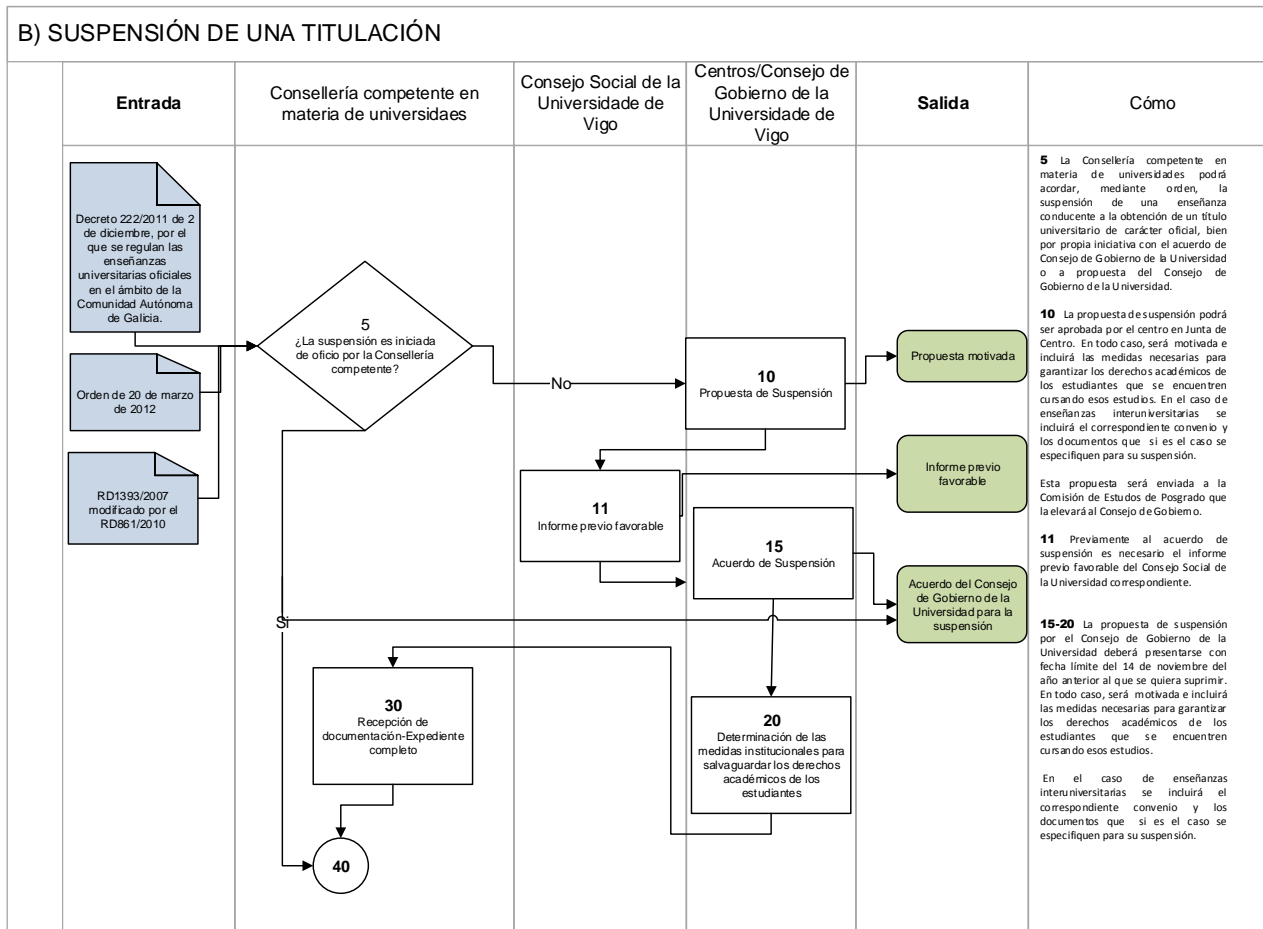 B) SUSPENSIÓN DE UNA TITULACIÓN
Entrada
Consellería competente en
materia de universidaes
Consejo Social de la
Universidade de
Vigo
Centros/Consejo de
Gobierno de la
Universidade de
Vigo
Salida
Cómo
Decreto 222/2011 de 2
de diciembre, por el
que se regulan las
enseñanzas
universitarias oficiales
en el ámbito de la
Comunidad Autónoma
de Galicia.
Orden de 20 de marzo
de 2012
RD1393/2007
modificado por el
RD861/2010
5
¿La suspensión es iniciada
de oficio por la Consellería
competente?
No
Si
10
Propuesta de Suspensión
11
Informe previo favorable
15
Acuerdo de Suspensión
20
Determinación de las
medidas institucionales para
salvaguardar los derechos
académicos de los
estudiantes
30
Recepción de
documentación-Expediente
completo
40
Propuesta motivada
Informe previo
favorable
Acuerdo del Consejo
de Gobierno de la
Universidad para la
suspensión
5 La Consellería competente en
materia de universidades podrá
acordar, mediante orden, la
suspensión de una enseñanza
conducente a la obtención de un título
universitario de carácter oficial, bien
por propia iniciativa con el acuerdo de
Consejo de Gobierno de la Universidad
o a propuesta del Consejo de
Gobierno de la Universidad.
10 La propuesta de suspensión podrá
ser aprobada por el centro en Junta de
Centro. En todo caso, será motivada e
incluirá las medidas necesarias para
garantizar los derechos académicos de
los estudiantes que se encuentren
cursando esos estudios. En el caso de
enseñanzas interuniversitarias se
incluirá el correspondiente convenio y
los documentos que si es el caso se
especifiquen para su suspensión.
Esta propuesta será enviada a la
Comisión de Estudos de Posgrado que
la elevará al Consejo de Gobierno.
11 Previamente al acuerdo de
suspensión es necesario el informe
previo favorable del Consejo Social de
la Universidad correspondiente.
15-20 La propuesta de suspensión
por el Consejo de Gobierno de la
Universidad deberá presentarse con
fecha límite del 14 de noviembre del
año anterior al que se quiera suprimir.
En todo caso, será motivada e incluirá
las medidas necesarias para garantizar
los derechos académicos de los
estudiantes que se encuentren
cursando esos estudios.
En el caso de enseñanzas
interuniversitarias se incluirá el
correspondiente convenio y los
documentos que si es el caso se
especifiquen para su suspensión.